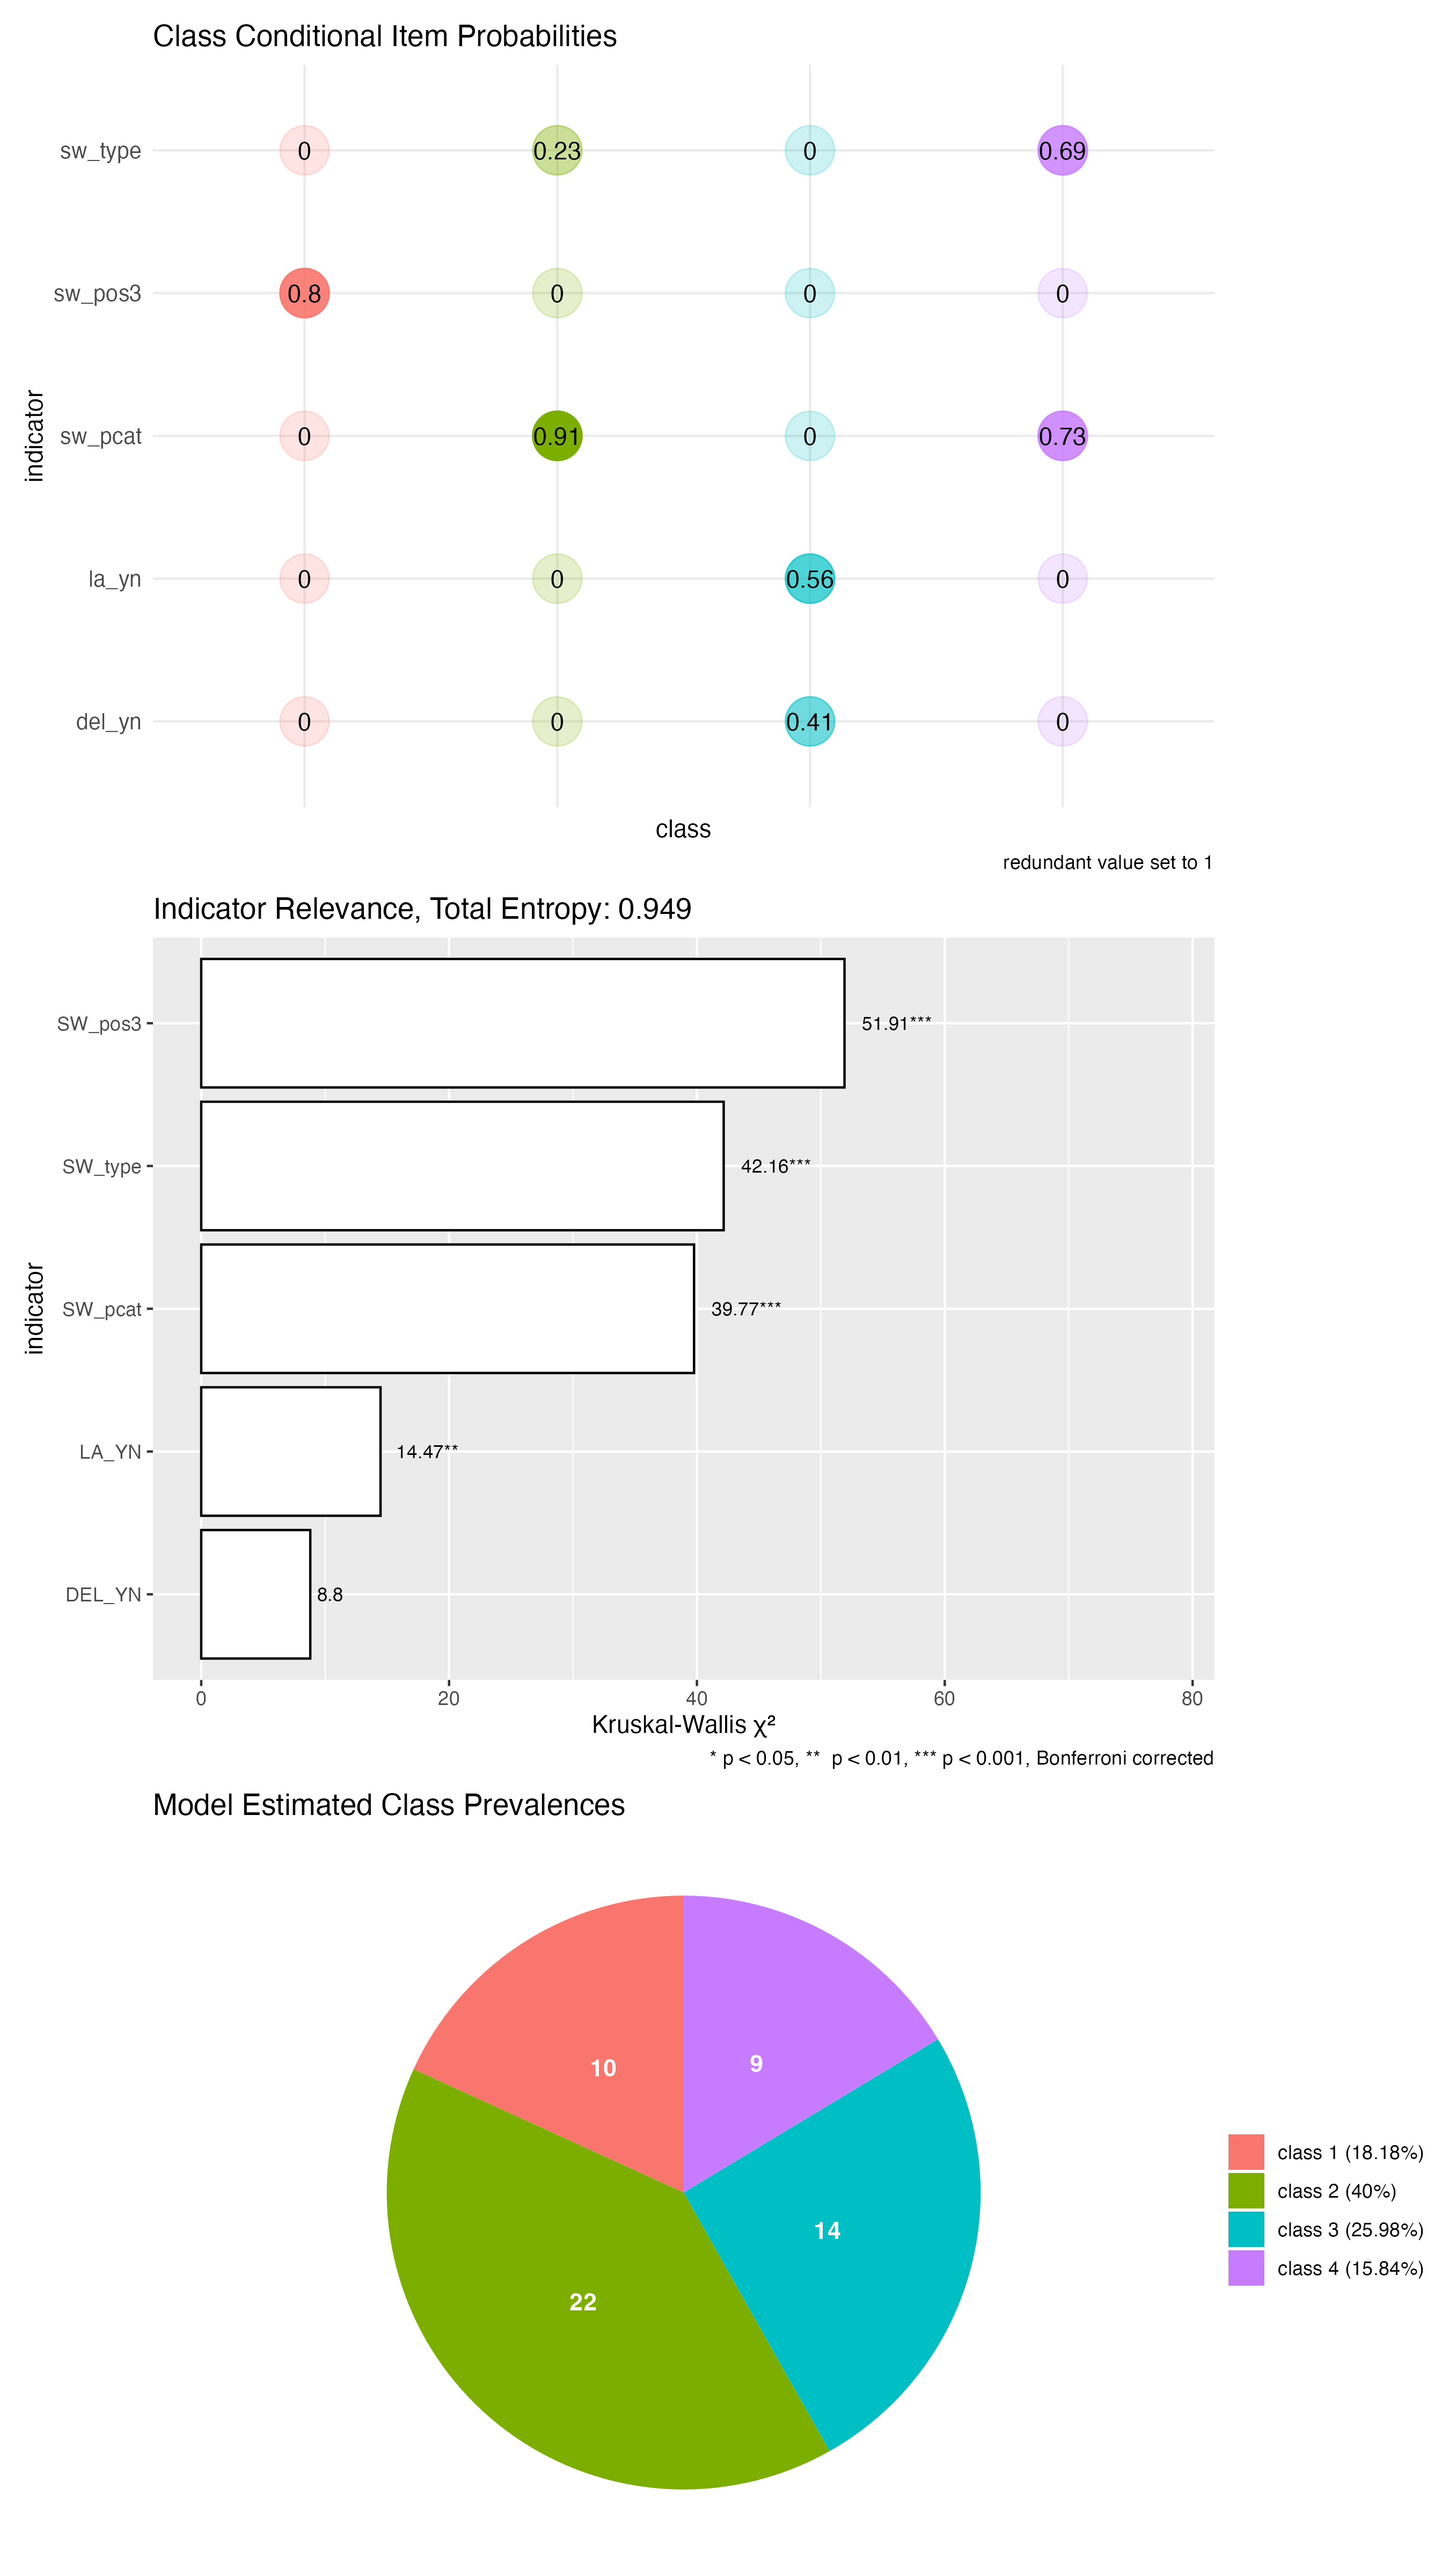 Class Conditional Item Probabilities
sw_type 0 0.23 0 0.69
sw_pos3 0.8 0 0 0
indicator
sw_pcat 0 0.91 0 0.73
la_yn 0 0 0.56 0
del_yn 0 0 0.41 0
class
redundant value set to 1
Indicator Relevance, Total Entropy: 0.949
SW_pos3 51.91***
SW_type 42.16***
indicator
SW_pcat 39.77***
LA_YN 14.47**
DEL_YN 8.8
0 20 40 60 80
Kruskal-Wallis χ²
* p < 0.05, ** p < 0.01, *** p < 0.001, Bonferroni corrected
Model Estimated Class Prevalences
10 9
14
22
class 1 (18.18%)
class 2 (40%)
class 3 (25.98%)
class 4 (15.84%)